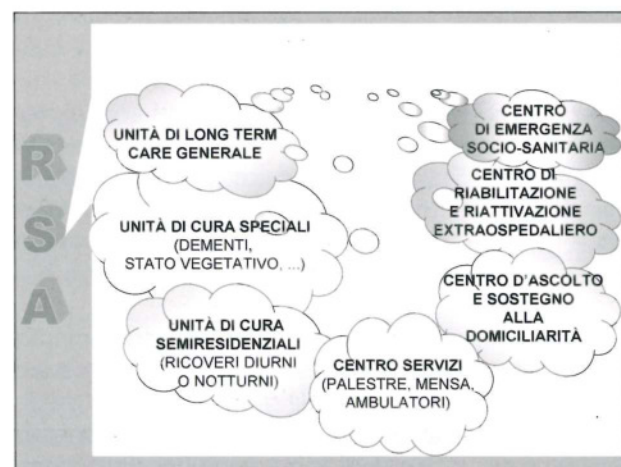 RSA
UNITÀ DI LONG TERM
CARE GENERALE
UNITÀ DI CURA SPECIALI
(DEMENTI,
STATO VEGETATIVO, ...)
UNITÀ DI CURA
SEMIRESIDENZIALI
(RICOVERI DIURNI
O NOTTURNI)
CENTRO SERVIZI
(PALESTRE, MENSA,
AMBULATORI)
CENTRO
DI EMERGENZA
SOCIO-SANITARIA
CENTRO DI
RIABILITAZIONE
E RIATTIVAZIONE
EXTRAOSPEDALIERO
CENTRO D'ASCOLTO
E SOSTEGNO
ALLA
DOMICILIARITÀ